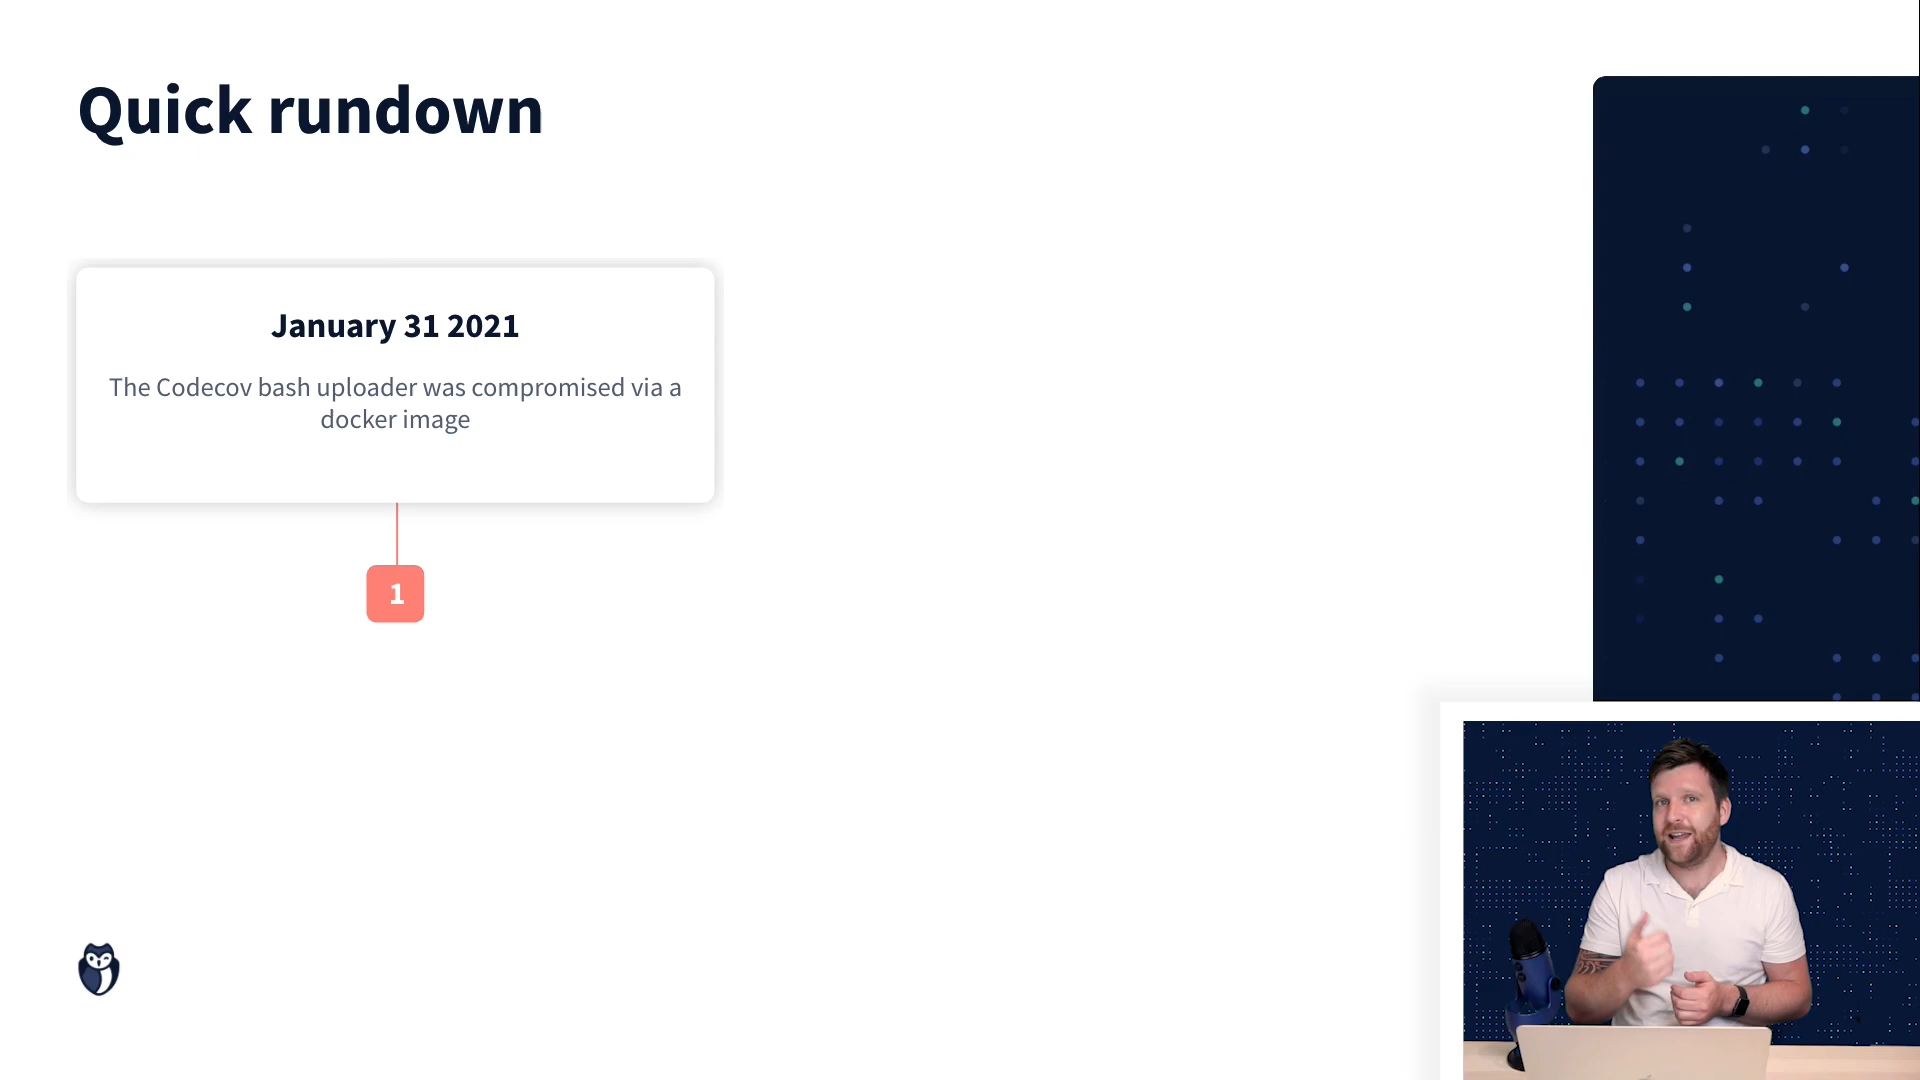 Quick rundown
January 31 2021
The Codecov bash uploader was compromised via a
docker image
1